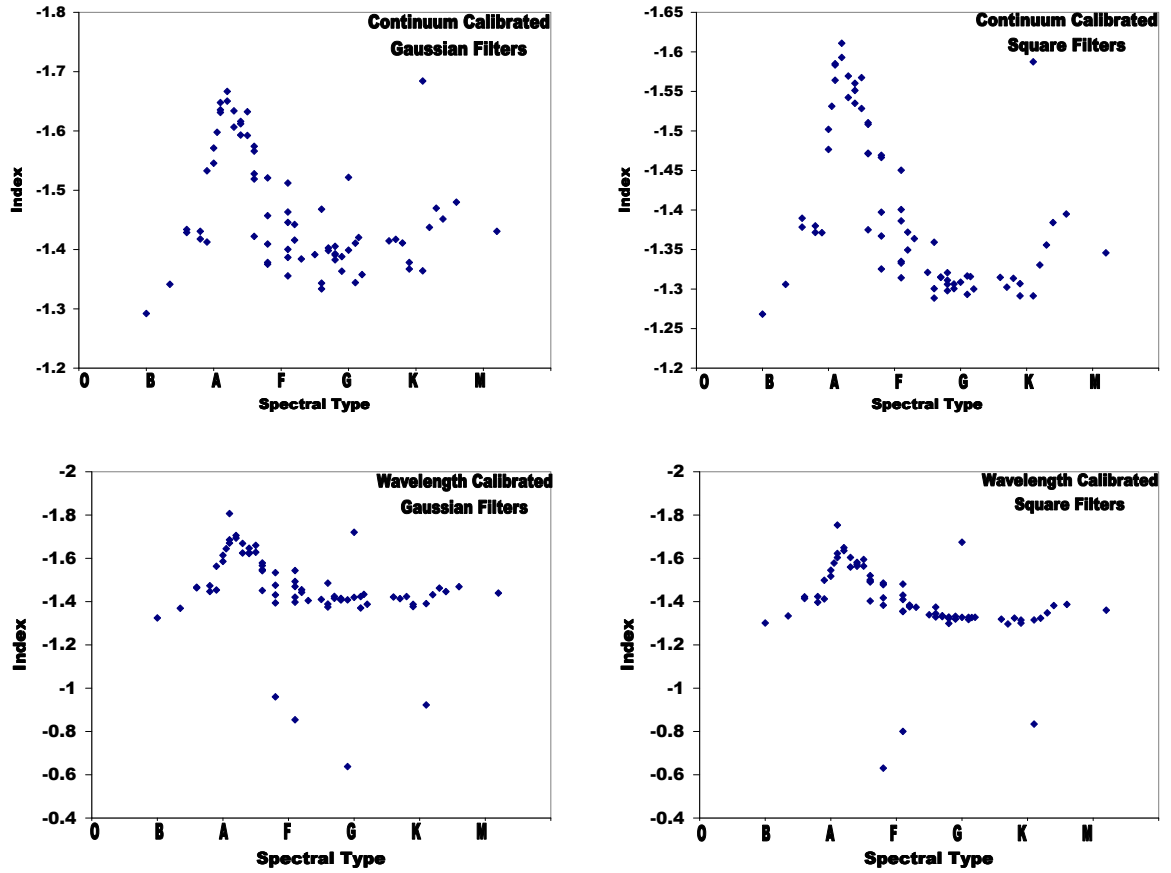 Continuum Calibrated
Gaussian Filters
-1.8
-1.7
-1.6
-1.5
-1.4
-1.3
-1.2
Index
O B A F G K M
Spectral Type
Continuum Calibrated
Square Filters
-1.65
-1.6
-1.55
-1.5
-1.45
-1.4
-1.35
-1.3
-1.25
-1.2
Index
O B A F G K M
Spectral Type
Wavelength Calibrated
Gaussian Filters
-2
-1.8
-1.6
-1.4
-1.2
-1
-0.8
-0.6
-0.4
Index
O B A F G K M
Spectral Type
Wavelength Calibrated
Square Filters
-2
-1.8
-1.6
-1.4
-1.2
-1
-0.8
-0.6
-0.4
Index
O B A F G K M
Spectral Type